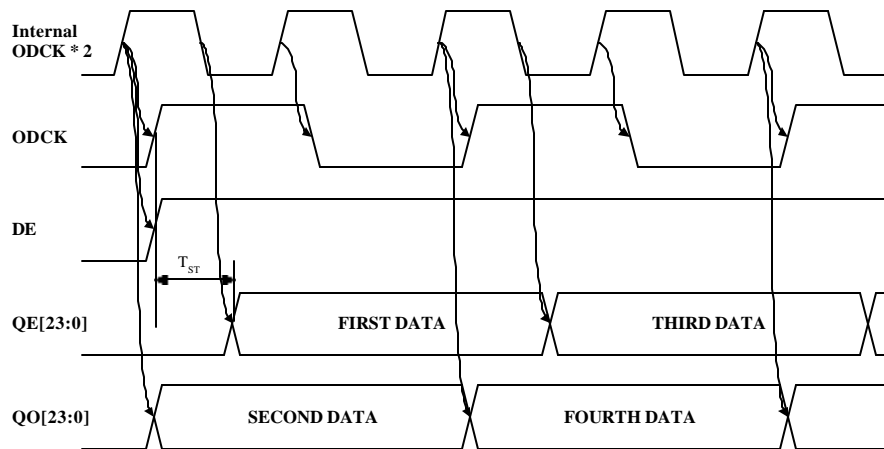 Internal
ODCK * 2
ODCK
DE
TST
QE[23:0]
FIRST DATA
THIRD DATA
QO[23:0]
SECOND DATA
FOURTH DATA